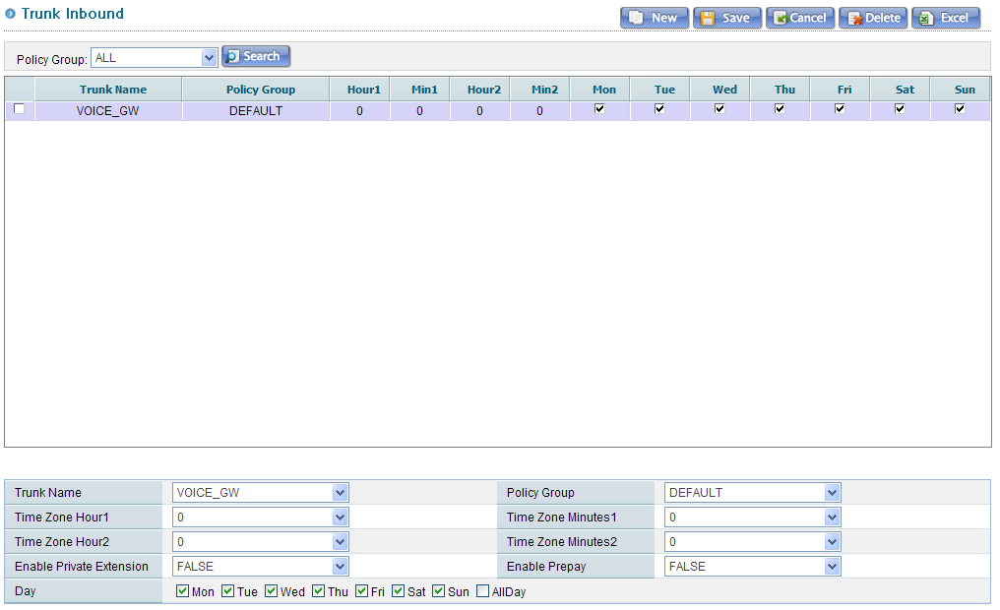 Trunk Inbound
New Save Cancel Delete Excel
Policy Group: ALL Search
Trunk Name Policy Group Hour1 Min1 Hour2 Min2 Mon Tue Wed Thu Fri Sat Sun
VOICE_GW DEFAULT 0 0 0 0
Trunk Name VOICE_GW Policy Group DEFAULT
Time Zone Hour1 0 Time Zone Minutes1 0
Time Zone Hour2 0 Time Zone Minutes2 0
Enable Private Extension FALSE Enable Prepay FALSE
Day Mon Tue Wed Thu Fri Sat Sun AllDay